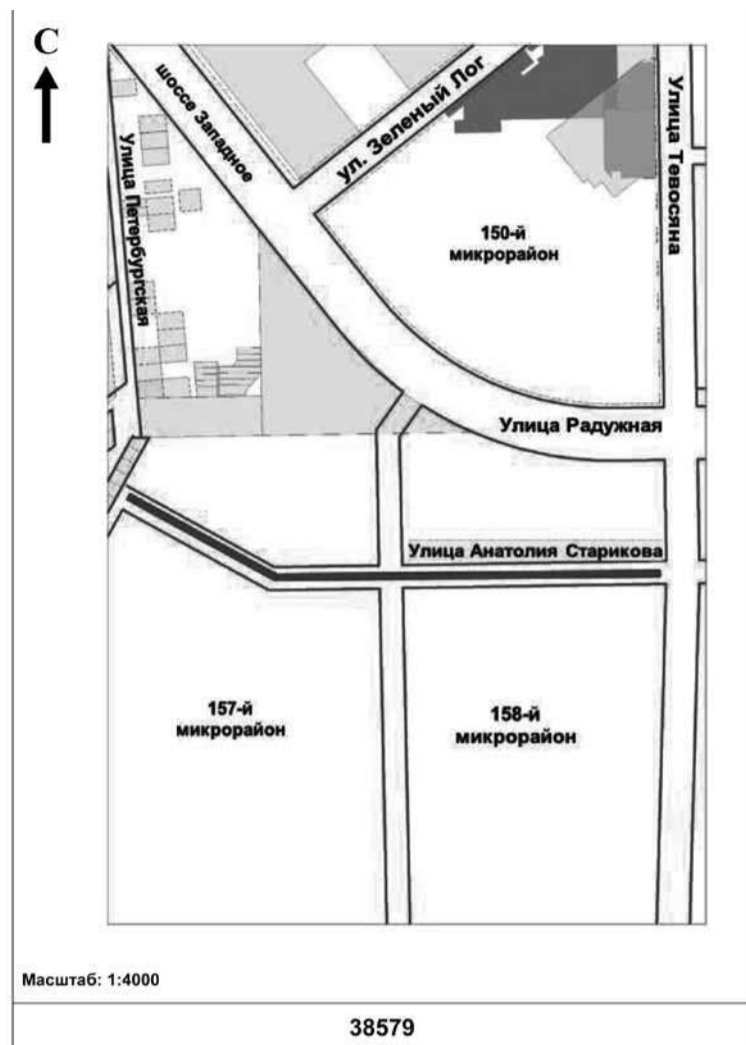 С
шоссе Западное
ул. Зеленый Лог
Улица Тевосяна
Улица Петербургская
150-й
микрорайон
Улица Радужная
Улица Анатолия Старикова
157-й
микрорайон
158-й
микрорайон
Масштаб: 1:4000
38579